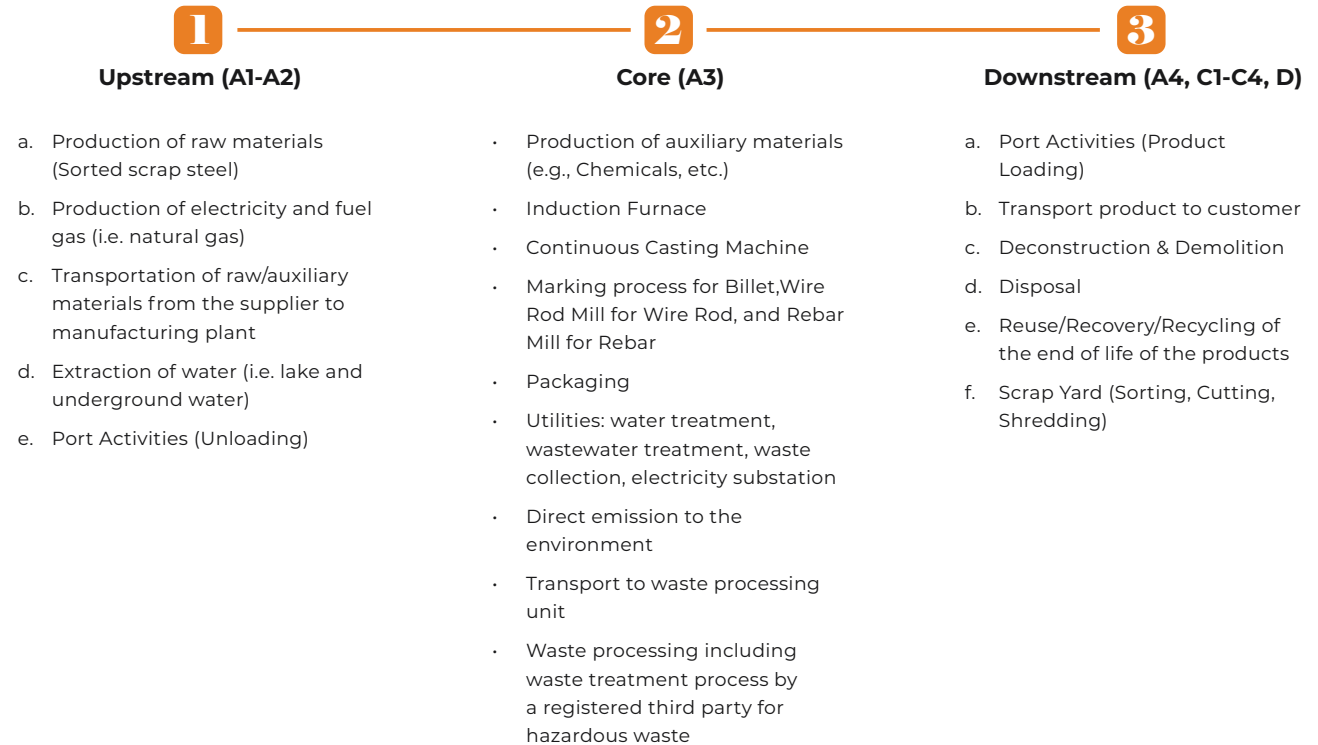 1
Upstream (A1-A2)
a. Production of raw materials
(Sorted scrap steel)
b. Production of electricity and fuel
gas (i.e. natural gas)
c. Transportation of raw/auxiliary
materials from the supplier to
manufacturing plant
d. Extraction of water (i.e. lake and
underground water)
e. Port Activities (Unloading)
2
Core (A3)
• Production of auxiliary materials
(e.g., Chemicals, etc.)
• Induction Furnace
• Continuous Casting Machine
• Marking process for Billet,Wire
Rod Mill for Wire Rod, and Rebar
Mill for Rebar
• Packaging
• Utilities: water treatment,
wastewater treatment, waste
collection, electricity substation
• Direct emission to the
environment
• Transport to waste processing
unit
• Waste processing including
waste treatment process by
a registered third party for
hazardous waste
3
Downstream (A4, C1-C4, D)
a. Port Activities (Product
Loading)
b. Transport product to customer
c. Deconstruction & Demolition
d. Disposal
e. Reuse/Recovery/Recycling of
the end of life of the products
f. Scrap Yard (Sorting, Cutting,
Shredding)